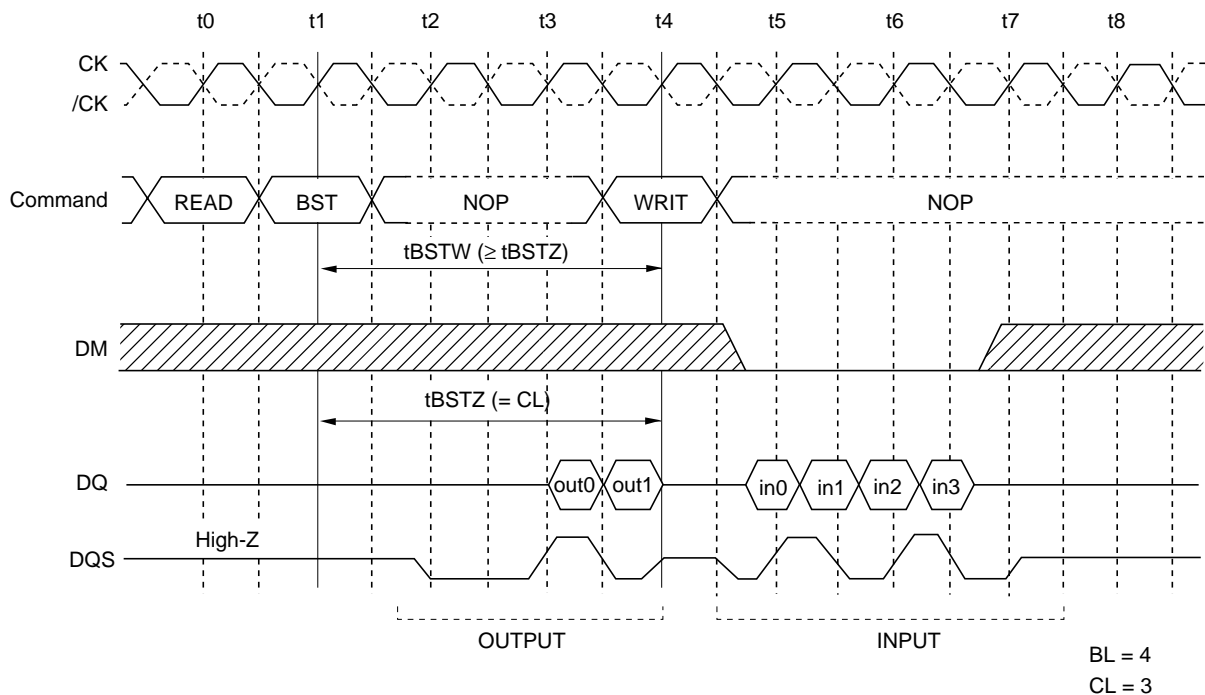 t0 t1 t2 t3 t4 t5 t6 t7 t8
CK
/CK
Command READ BST NOP WRIT NOP
tBSTW (≥ tBSTZ)
DM
tBSTZ (= CL)
DQ out0 out1 in0 in1 in2 in3
High-Z
DQS
OUTPUT INPUT
BL = 4
CL = 3